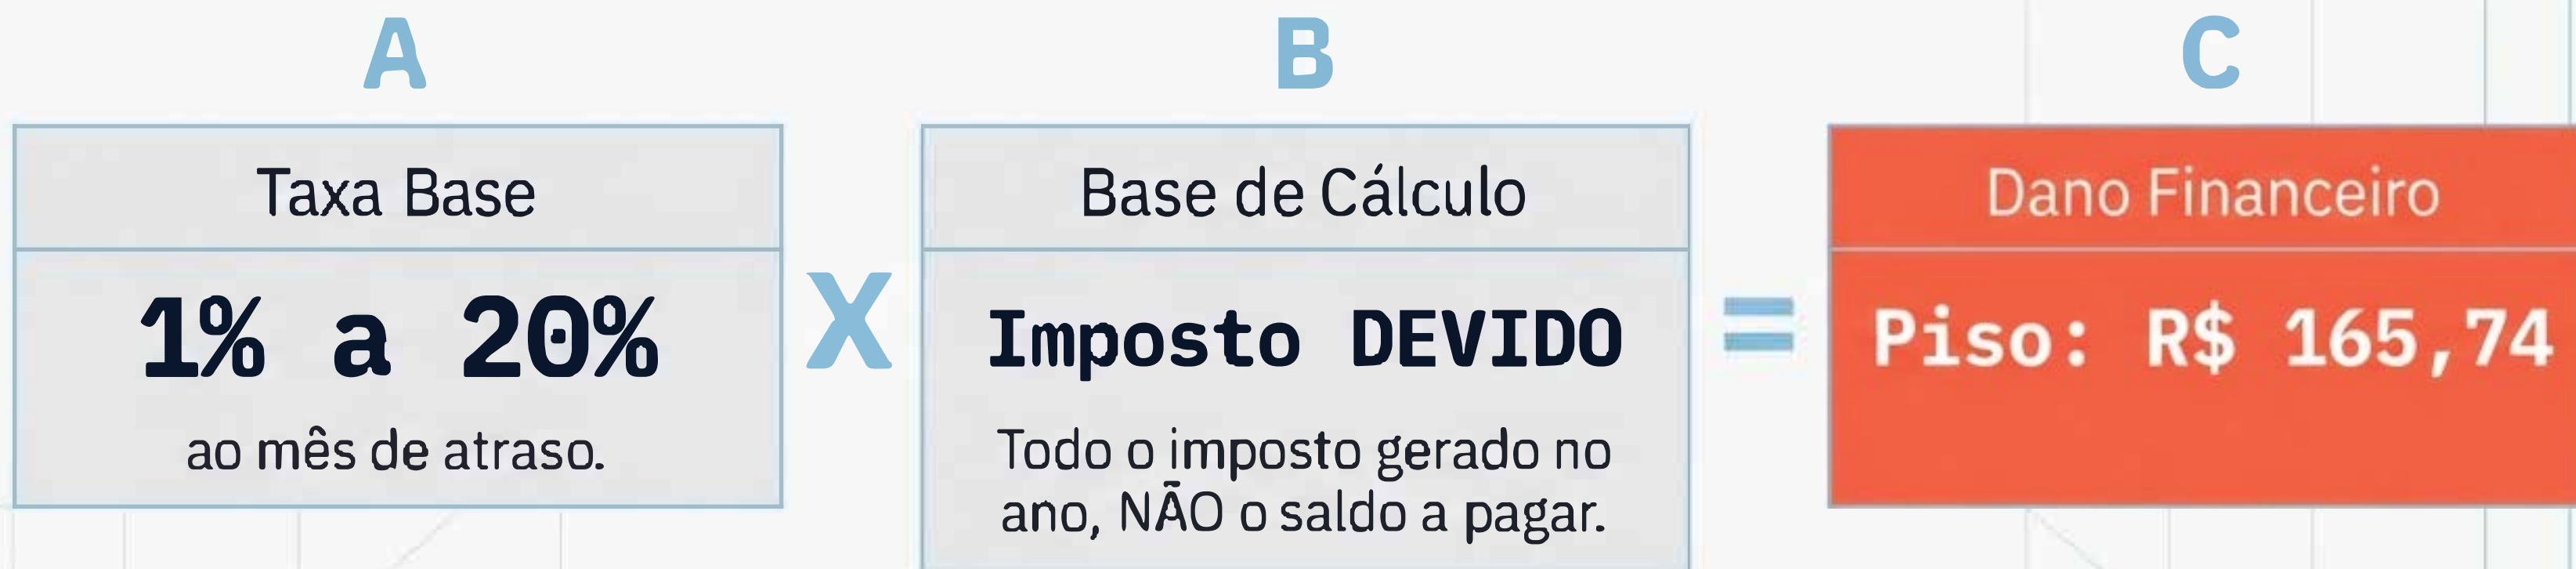 A
B
C
Taxa Base
Base de Cálculo
Dano Financeiro
1% a 20%
X
Imposto DEVIDO
=
Piso: R$ 165,74
ao mês de atraso.
Todo o imposto gerado no
ano, NÃO o saldo a pagar.